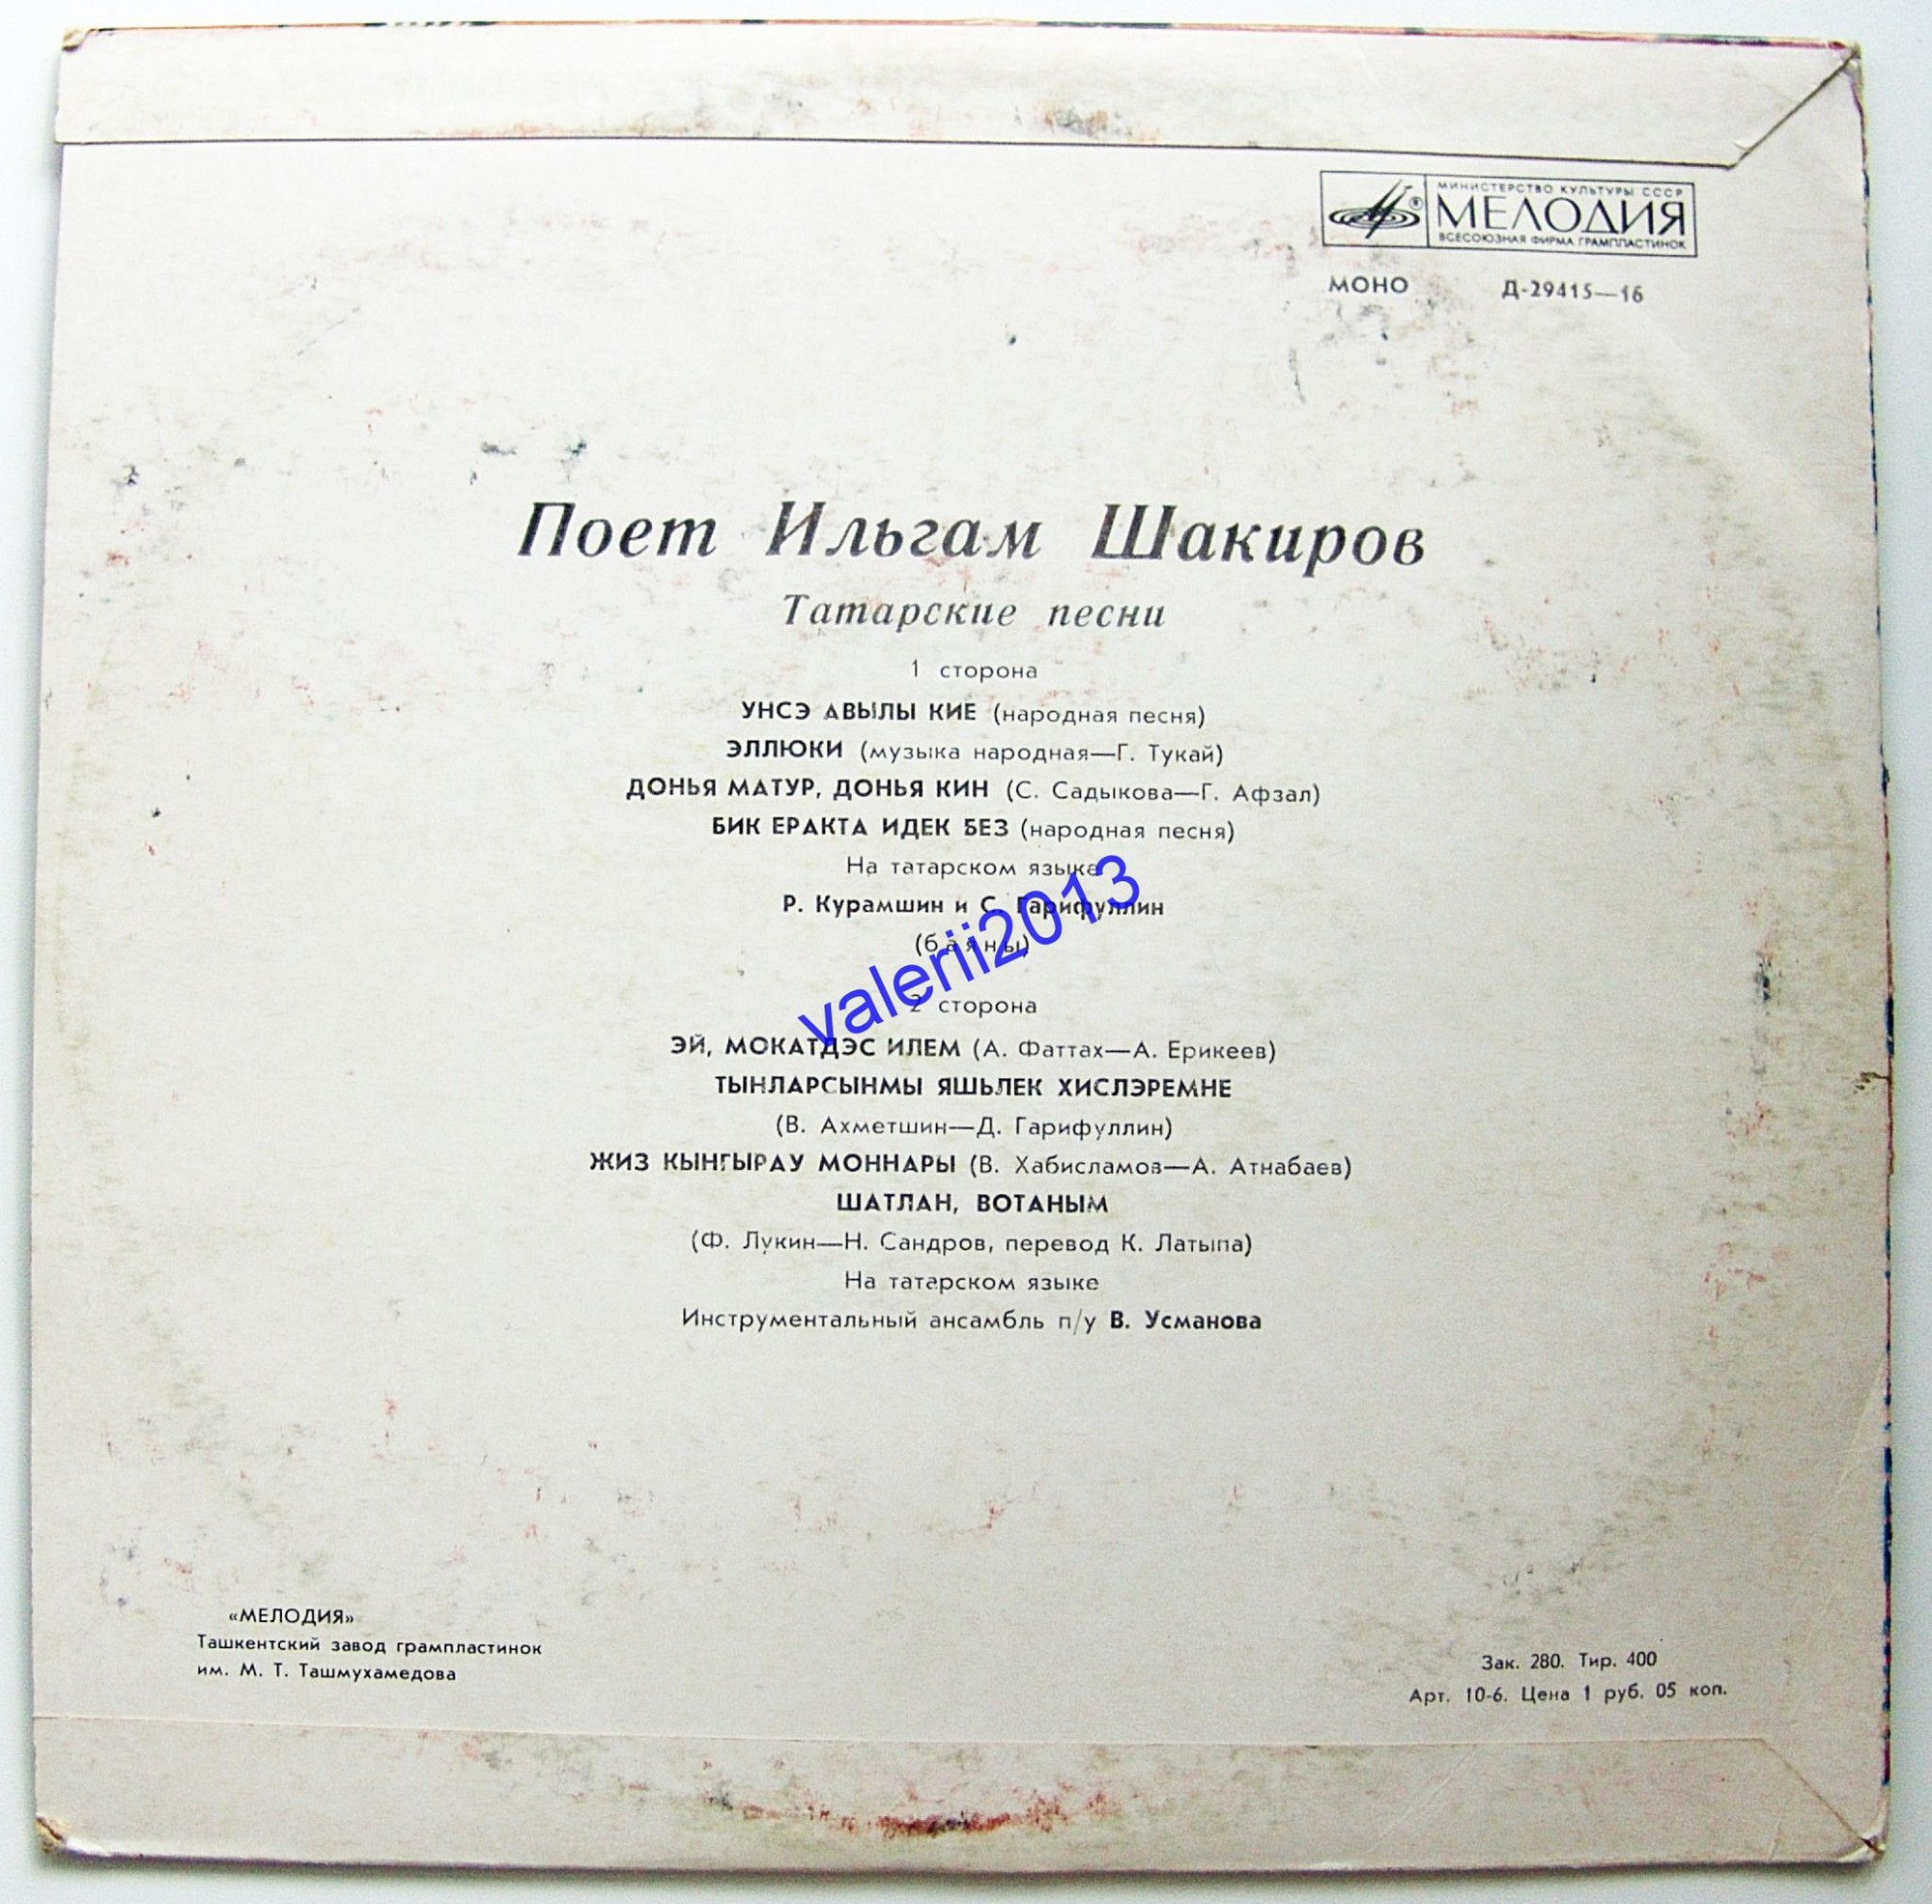 МИНИСТЕРСТВО КУЛЬТУРЫ СССР
МЕЛОДИЯ
ВСЕСОЮЗНАЯ ФИРМА ГРАМПЛАСТИНОК
МОНО Д-29415—16
Поет Ильгам Шакиров
Татарские песни
1 сторона
УНСЭ АВЫЛЫ КИЕ (народная песня)
ЭЛЛЮКИ (музыка народная—Г. Тукай)
ДОНЬЯ МАТУР, ДОНЬЯ КИН (С. Садыкова—Г. Афзал)
БИК ЕРАКТА ИДЕК БЕЗ (народная песня)
На татарском языке
Р. Курамшин и С. Гарифуллин
(баяны)
valerii2013
2 сторона
ЭЙ, МОКАТДЭС ИЛЕМ (А. Фаттах—А. Ерикеев)
ТЫНЛАРСЫНМЫ ЯШЬЛЕК ХИСЛЭРЕМНЕ
(В. Ахметшин—Д. Гарифуллин)
ЖИЗ КЫНГЫРАУ МОННАРЫ (В. Хабисламов—А. Атнабаев)
ШАТЛАН, ВОТАНЫМ
(Ф. Лукин—Н. Сандров, перевод К. Латыпа)
На татарском языке
Инструментальный ансамбль п/у В. Усманова
«МЕЛОДИЯ»
Ташкентский завод грампластинок
им. М. Т. Ташмухамедова
Зак. 280. Тир. 400
Арт. 10-6. Цена 1 руб. 05 коп.